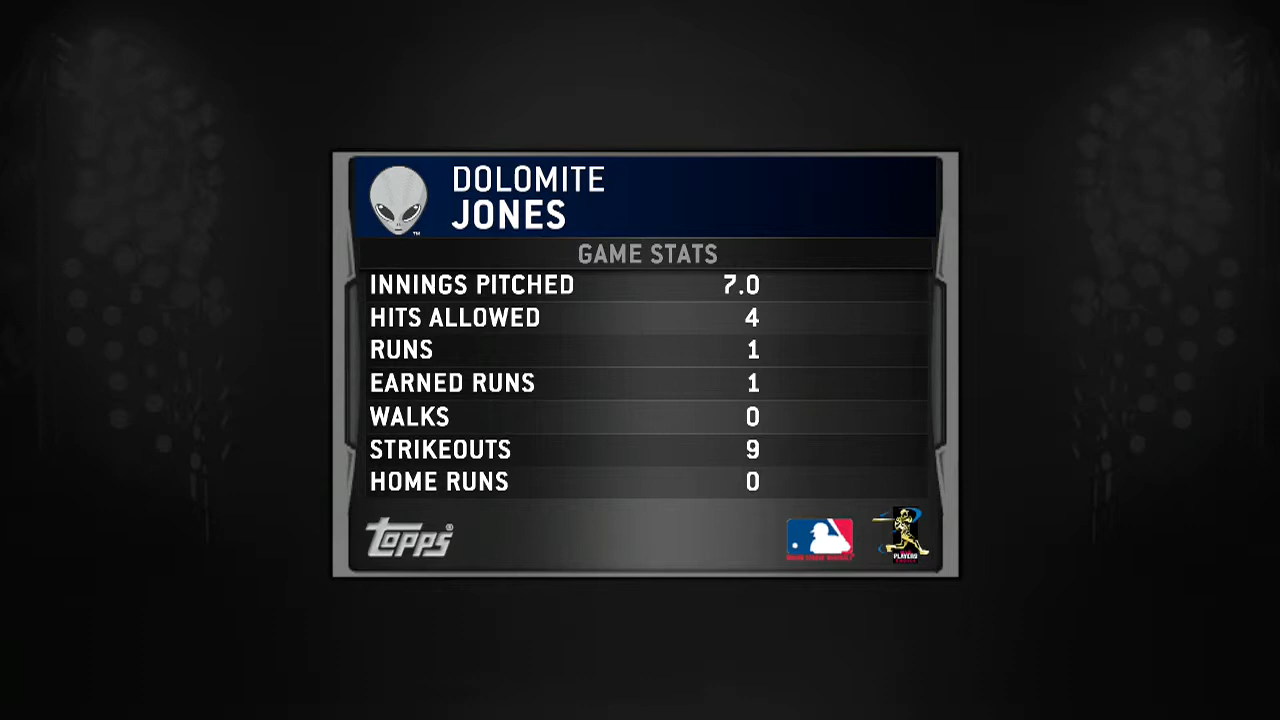 DOLOMITE
JONES
GAME STATS
INNINGS PITCHED 7.0
HITS ALLOWED 4
RUNS 1
EARNED RUNS 1
WALKS 0
STRIKEOUTS 9
HOME RUNS 0
Topps®
PLAYERS